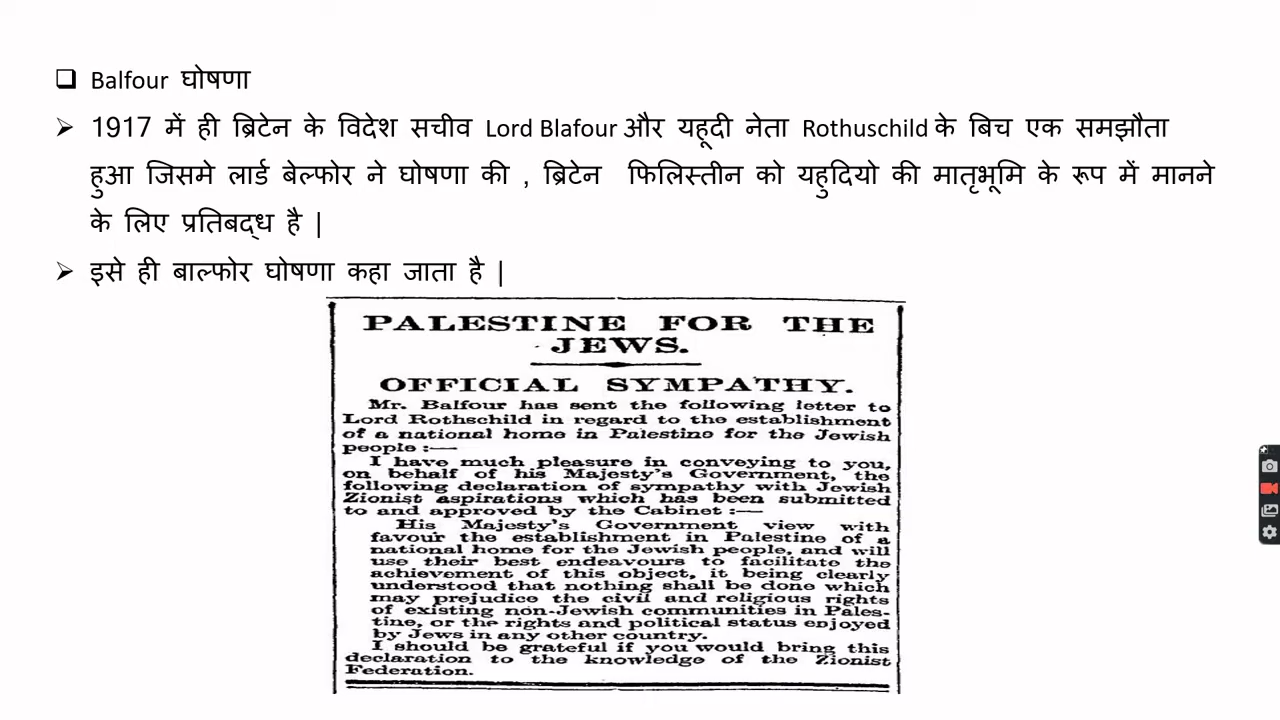 ❑ Balfour घोषणा
➢ 1917 में ही ब्रिटेन के विदेश सचीव Lord Blafour और यहूदी नेता Rothuschild के बिच एक समझौता
हुआ जिसमे लार्ड बेल्फोर ने घोषणा की , ब्रिटेन फिलिस्तीन को यहुदियो की मातृभूमि के रूप में मानने
के लिए प्रतिबद्ध है |
➢ इसे ही बाल्फोर घोषणा कहा जाता है |
PALESTINE FOR THE
JEWS.
OFFICIAL SYMPATHY.
Mr. Balfour has sent the following letter to
Lord Rothschild in regard to the establishment
of a national home in Palestine for the Jewish
people :—
I have much pleasure in conveying to you,
on behalf of his Majesty's Government, the
following declaration of sympathy with Jewish
Zionist aspirations which has been submitted
to and approved by the Cabinet :—
His Majesty's Government view with
favour the establishment in Palestine of a
national home for the Jewish people, and will
use their best endeavours to facilitate the
achievement of this object, it being clearly
understood that nothing shall be done which
may prejudice the civil and religious rights
of existing non-Jewish communities in Pales-
tine, or the rights and political status enjoyed
by Jews in any other country.
I should be grateful if you would bring this
declaration to the knowledge of the Zionist
Federation.